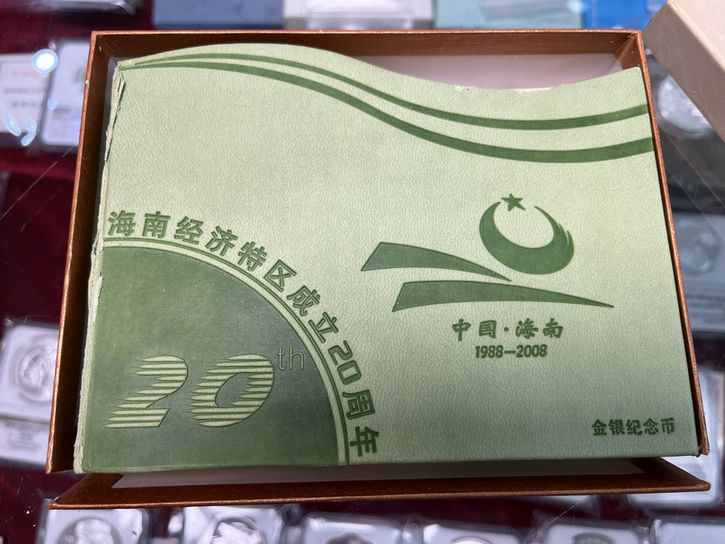 海南经济特区成立20周年
20th
中国·海南
1988—2008
金银纪念币